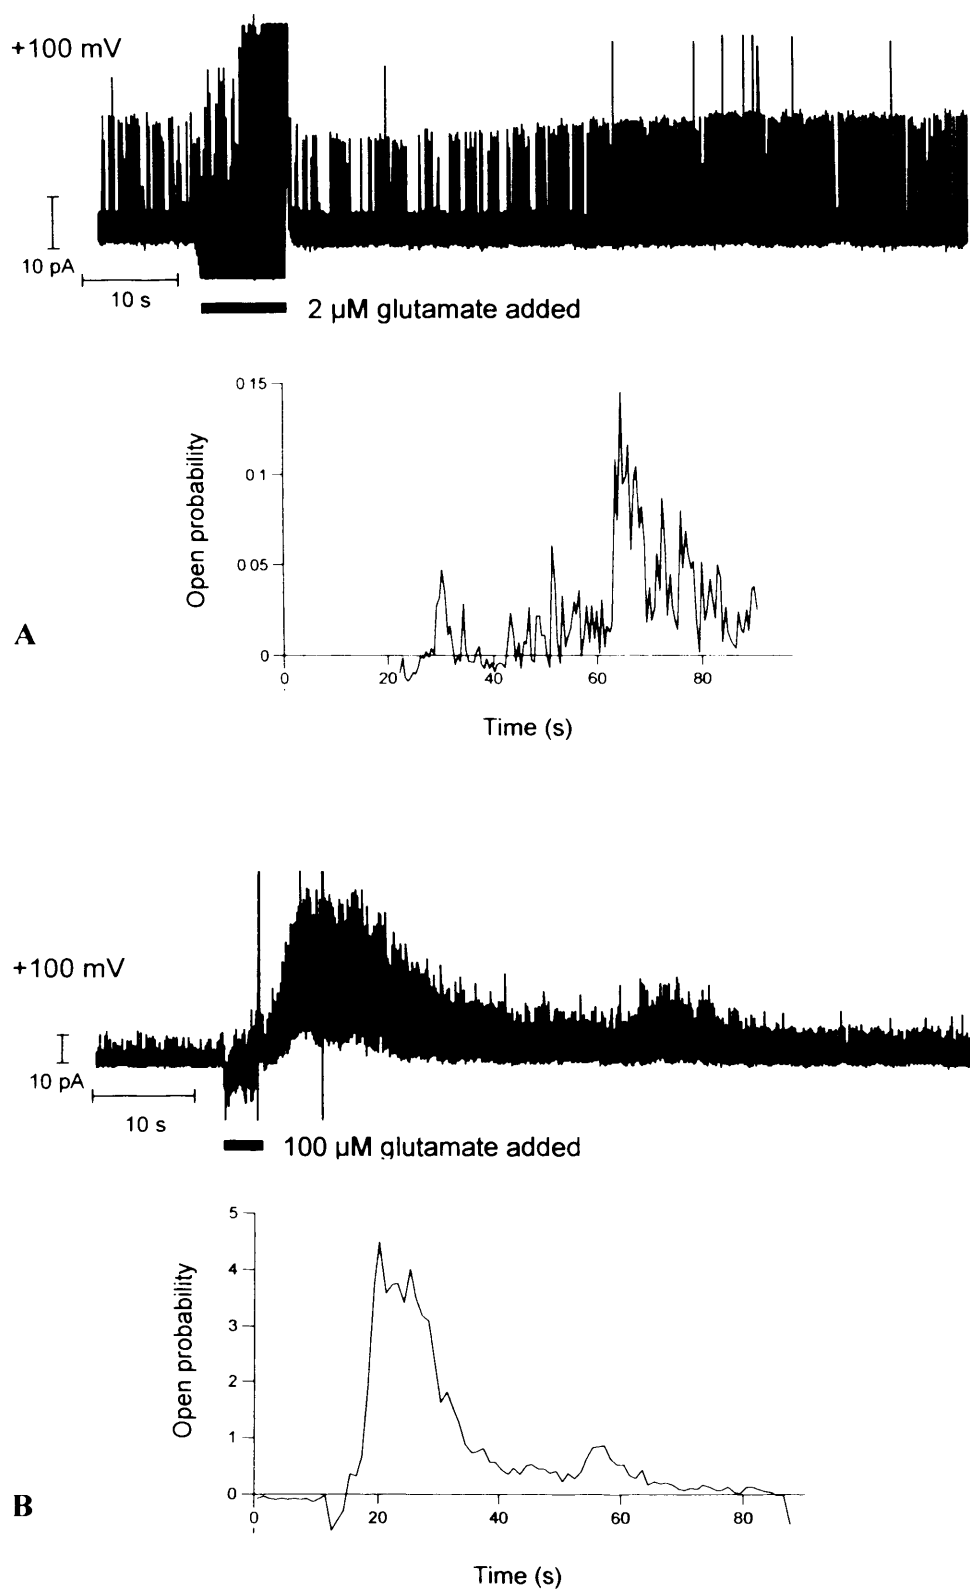 +100 mV
10 pA
10 s
2 µM glutamate added
0 15
0 1
0 05
0
Open probability
0 20 40 60 80
A
Time (s)
+100 mV
10 pA
10 s
100 µM glutamate added
5
4
3
2
1
0
Open probability
0 20 40 60 80
B
Time (s)